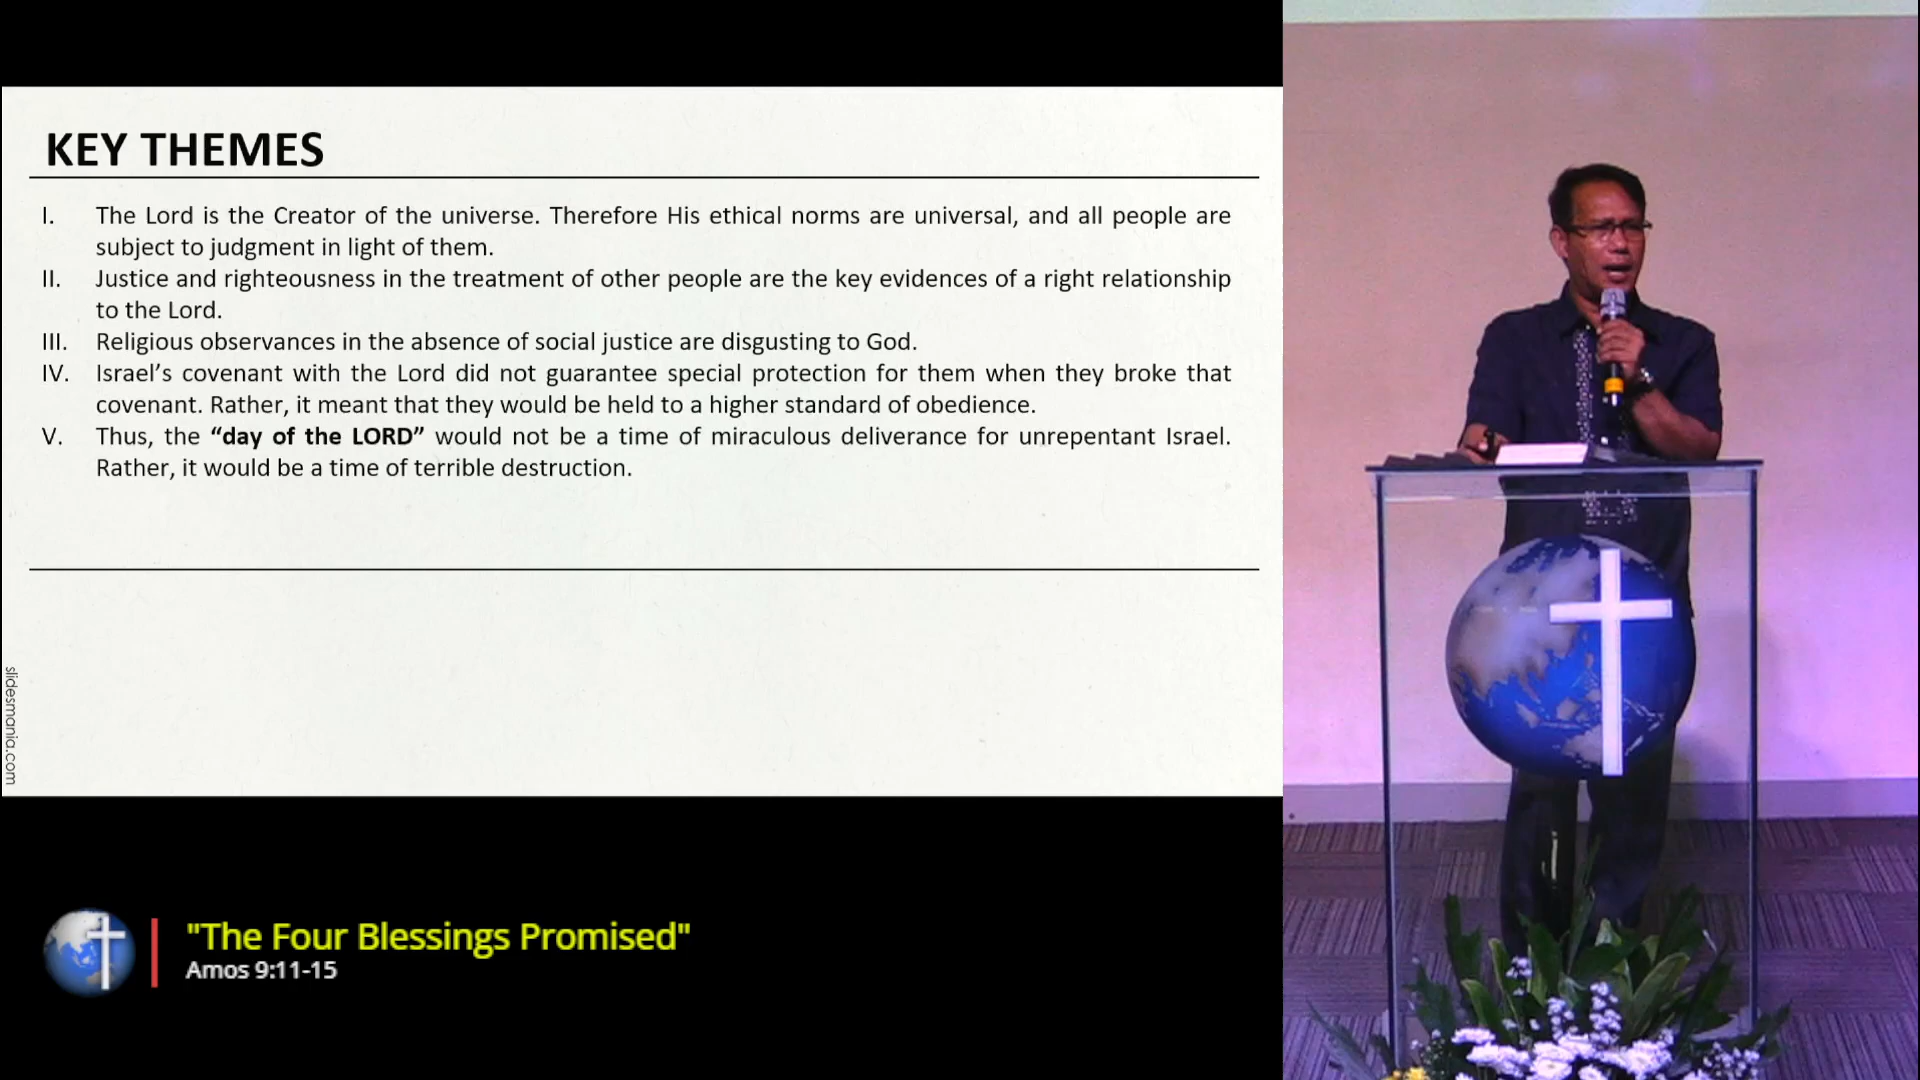 KEY THEMES
I. The Lord is the Creator of the universe. Therefore His ethical norms are universal, and all people are
subject to judgment in light of them.
II. Justice and righteousness in the treatment of other people are the key evidences of a right relationship
to the Lord.
III. Religious observances in the absence of social justice are disgusting to God.
IV. Israel’s covenant with the Lord did not guarantee special protection for them when they broke that
covenant. Rather, it meant that they would be held to a higher standard of obedience.
V. Thus, the “day of the LORD” would not be a time of miraculous deliverance for unrepentant Israel.
Rather, it would be a time of terrible destruction.
slidesmania.com
"The Four Blessings Promised"
Amos 9:11-15